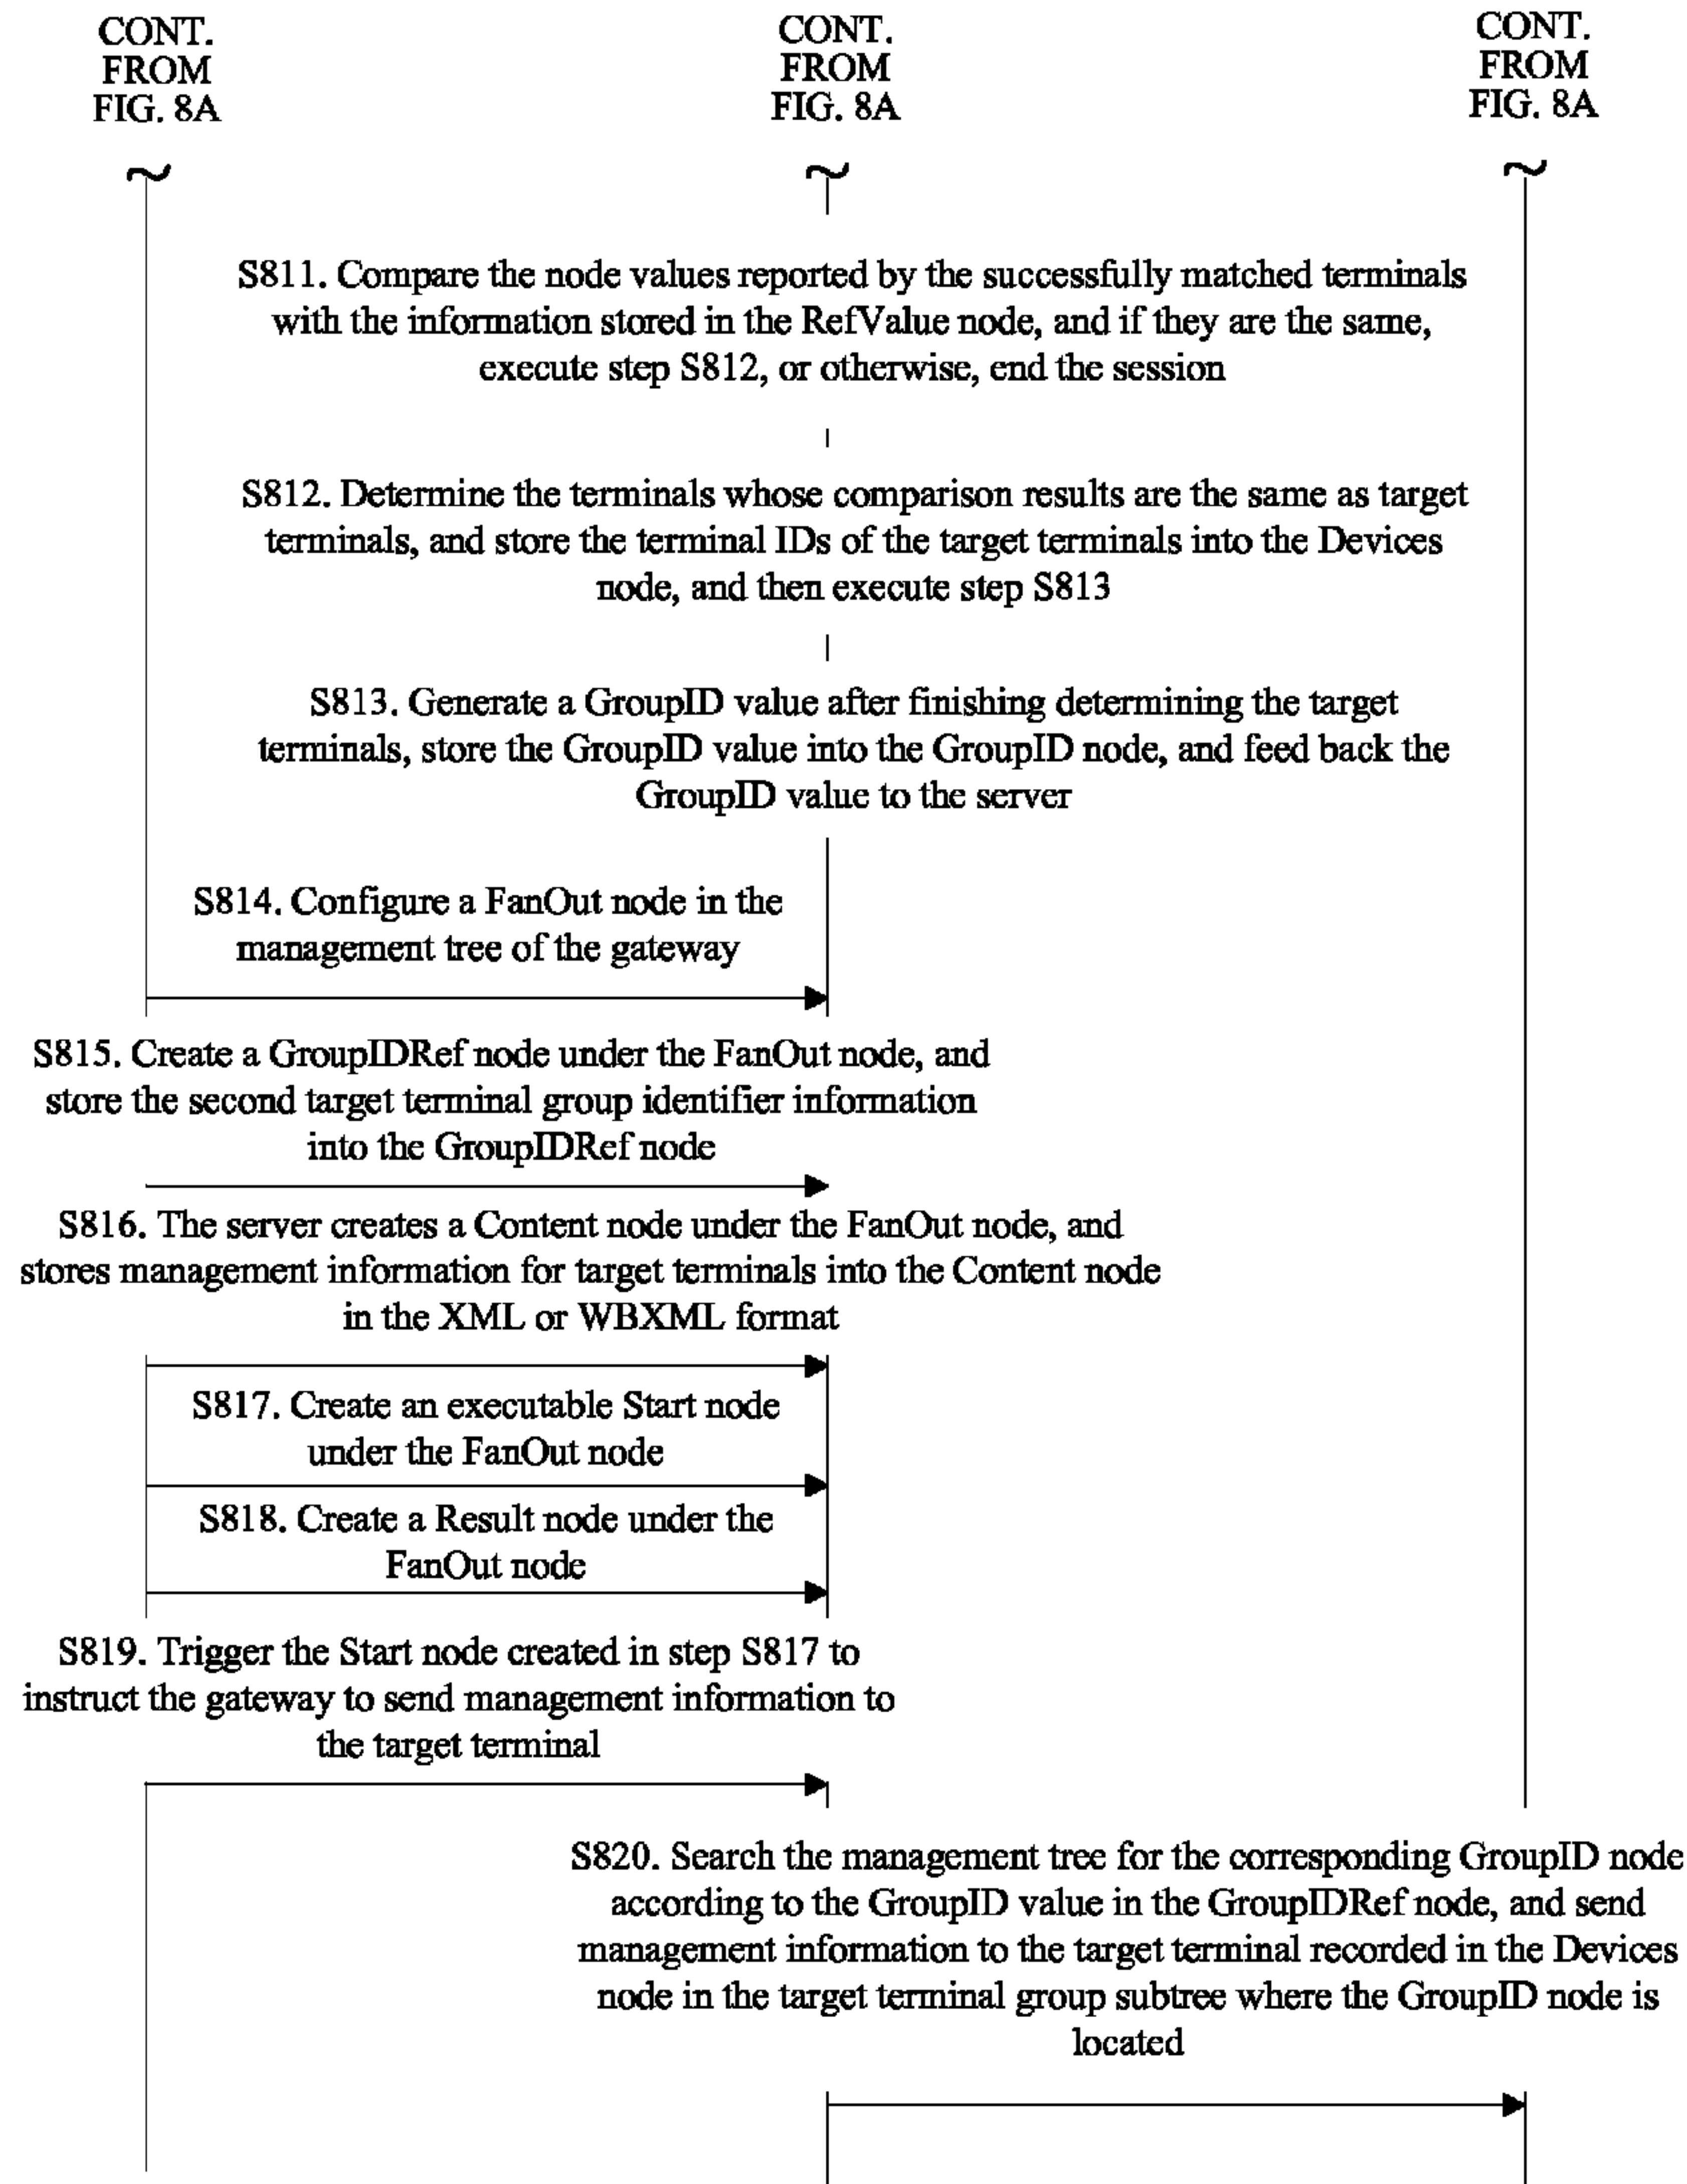 CONT.
FROM
FIG. 8A
CONT.
FROM
FIG. 8A
CONT.
FROM
FIG. 8A
S811. Compare the node values reported by the successfully matched terminals
with the information stored in the RefValue node, and if they are the same,
execute step S812, or otherwise, end the session
S812. Determine the terminals whose comparison results are the same as target
terminals, and store the terminal IDs of the target terminals into the Devices
node, and then execute step S813
S813. Generate a GroupID value after finishing determining the target
terminals, store the GroupID value into the GroupID node, and feed back the
GroupID value to the server
S814. Configure a FanOut node in the
management tree of the gateway
S815. Create a GroupIDRef node under the FanOut node, and
store the second target terminal group identifier information
into the GroupIDRef node
S816. The server creates a Content node under the FanOut node, and
stores management information for target terminals into the Content node
in the XML or WBXML format
S817. Create an executable Start node
under the FanOut node
S818. Create a Result node under the
FanOut node
S819. Trigger the Start node created in step S817 to
instruct the gateway to send management information to
the target terminal
S820. Search the management tree for the corresponding GroupID node
according to the GroupID value in the GroupIDRef node, and send
management information to the target terminal recorded in the Devices
node in the target terminal group subtree where the GroupID node is
located